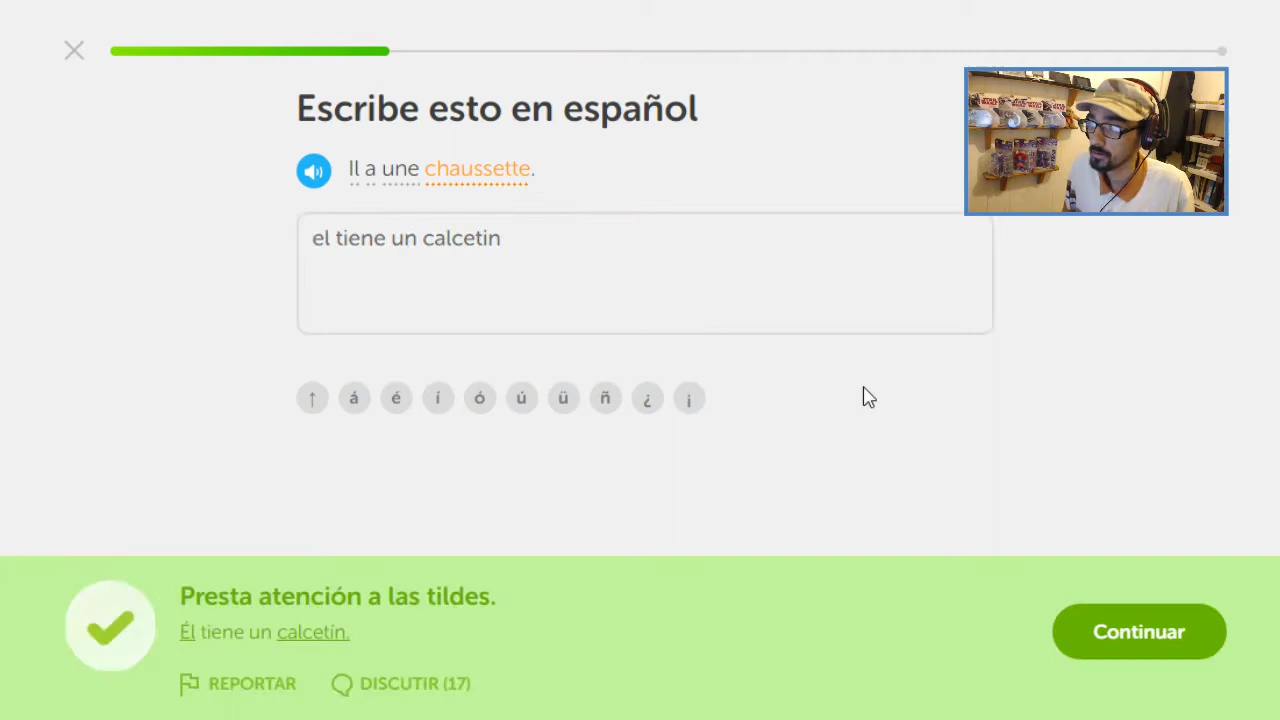 Escribe esto en español
Il a une chaussette.
el tiene un calcetin
↑ á é í ó ú ü ñ ¿ ¡
Presta atención a las tildes.
Él tiene un calcetín.
Continuar
REPORTAR DISCUTIR (17)